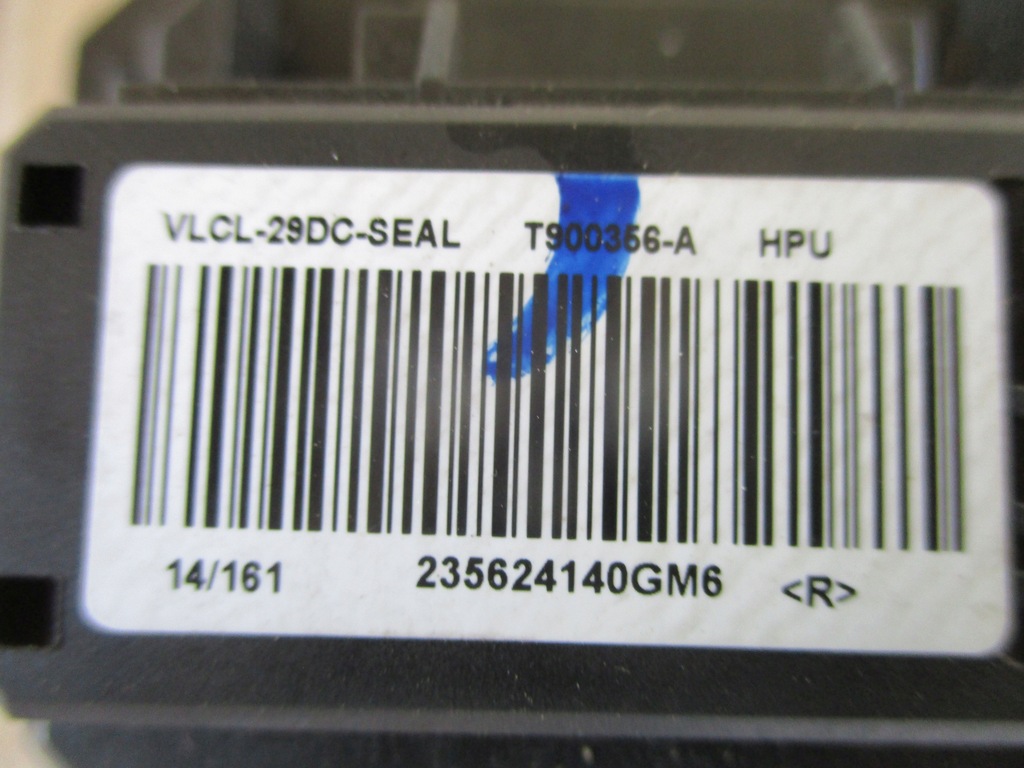 VLCL-29DC-SEAL T900356-A HPU
14/161 235624140GM6 <R>